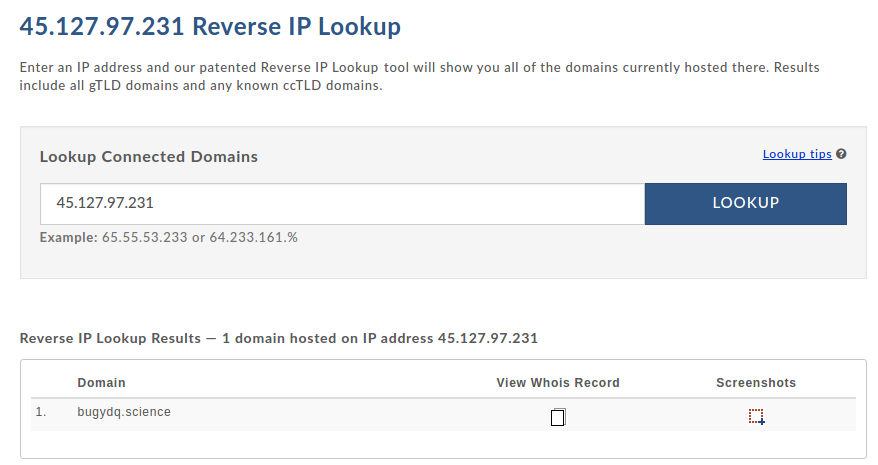 45.127.97.231 Reverse IP Lookup
Enter an IP address and our patented Reverse IP Lookup tool will show you all of the domains currently hosted there. Results
include all gTLD domains and any known ccTLD domains.
Lookup Connected Domains
Lookup tips ?
45.127.97.231
LOOKUP
Example: 65.55.53.233 or 64.233.161.%
Reverse IP Lookup Results — 1 domain hosted on IP address 45.127.97.231
Domain View Whois Record Screenshots
1. bugydq.science